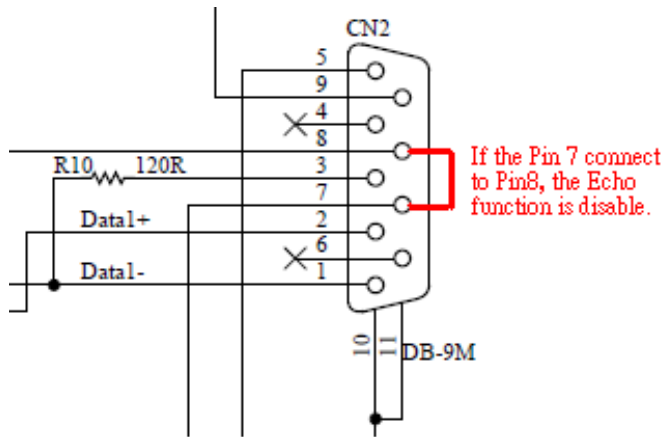 CN2
5
9
4
8
R10 120R
3
If the Pin 7 connect
to Pin8, the Echo
function is disable.
7
Data1+
2
6
Data1-
1
10
11
DB-9M